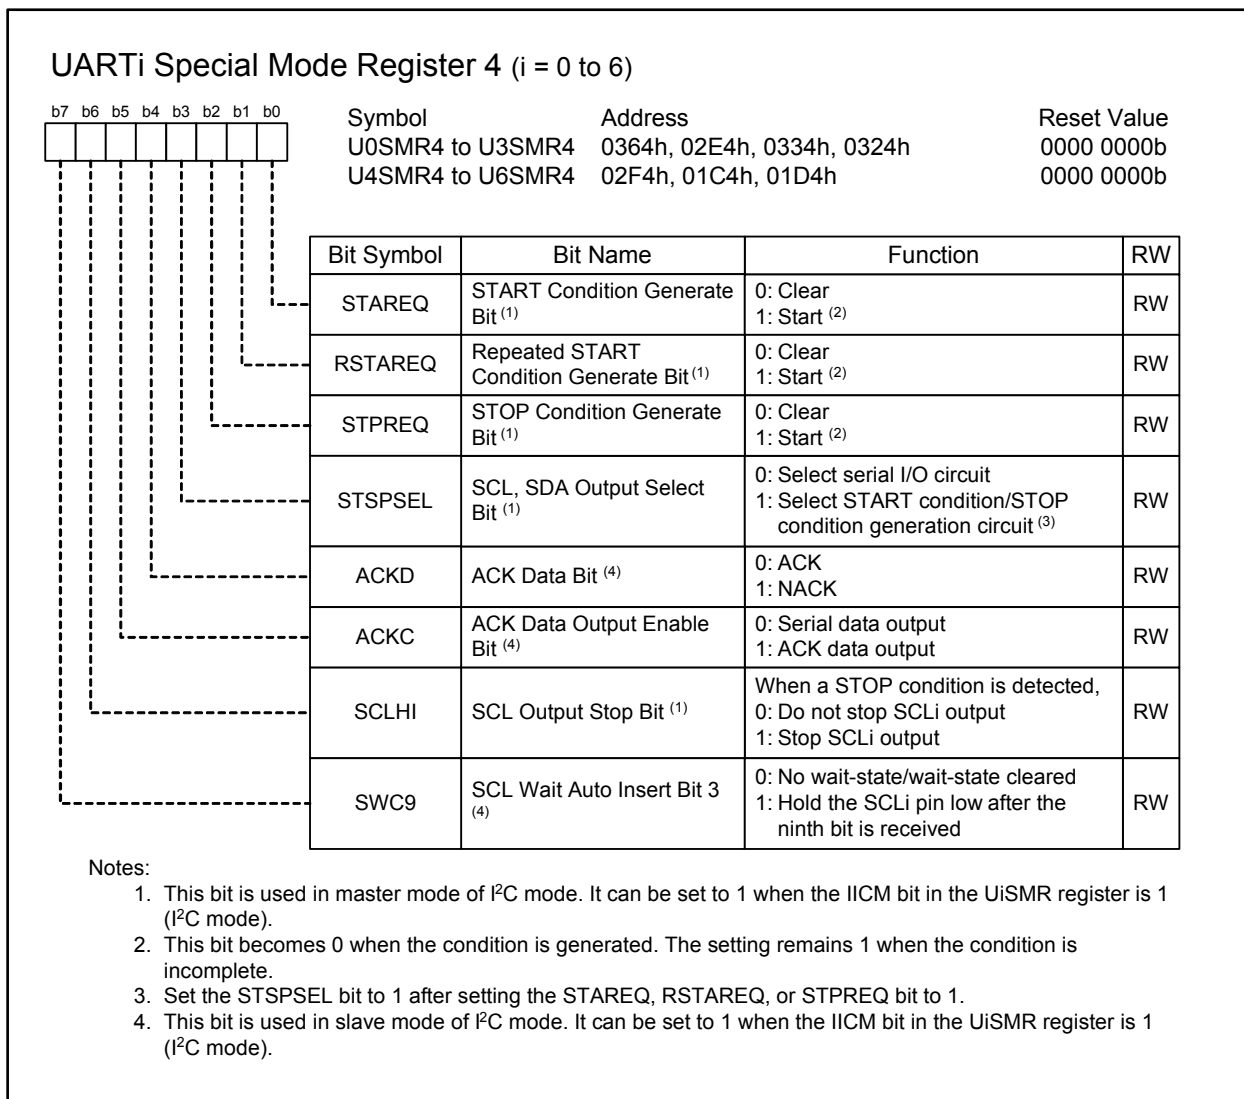 UARTi Special Mode Register 4 (i = 0 to 6)
b7 b6 b5 b4 b3 b2 b1 b0
Symbol Address Reset Value
U0SMR4 to U3SMR4 0364h, 02E4h, 0334h, 0324h 0000 0000b
U4SMR4 to U6SMR4 02F4h, 01C4h, 01D4h 0000 0000b
Bit Symbol Bit Name Function RW
STAREQ
START Condition Generate
Bit (1)
0: Clear
1: Start (2)
RW
RSTAREQ
Repeated START
Condition Generate Bit (1)
0: Clear
1: Start (2)
RW
STPREQ
STOP Condition Generate
Bit (1)
0: Clear
1: Start (2)
RW
STSPSEL
SCL, SDA Output Select
Bit (1)
0: Select serial I/O circuit
1: Select START condition/STOP
condition generation circuit (3)
RW
ACKD
ACK Data Bit (4)
0: ACK
1: NACK
RW
ACKC
ACK Data Output Enable
Bit (4)
0: Serial data output
1: ACK data output
RW
SCLHI
SCL Output Stop Bit (1)
When a STOP condition is detected,
0: Do not stop SCLi output
1: Stop SCLi output
RW
SWC9
SCL Wait Auto Insert Bit 3
(4)
0: No wait-state/wait-state cleared
1: Hold the SCLi pin low after the
ninth bit is received
RW
Notes:
1. This bit is used in master mode of I²C mode. It can be set to 1 when the IICM bit in the UiSMR register is 1
(I²C mode).
2. This bit becomes 0 when the condition is generated. The setting remains 1 when the condition is
incomplete.
3. Set the STSPSEL bit to 1 after setting the STAREQ, RSTAREQ, or STPREQ bit to 1.
4. This bit is used in slave mode of I²C mode. It can be set to 1 when the IICM bit in the UiSMR register is 1
(I²C mode).